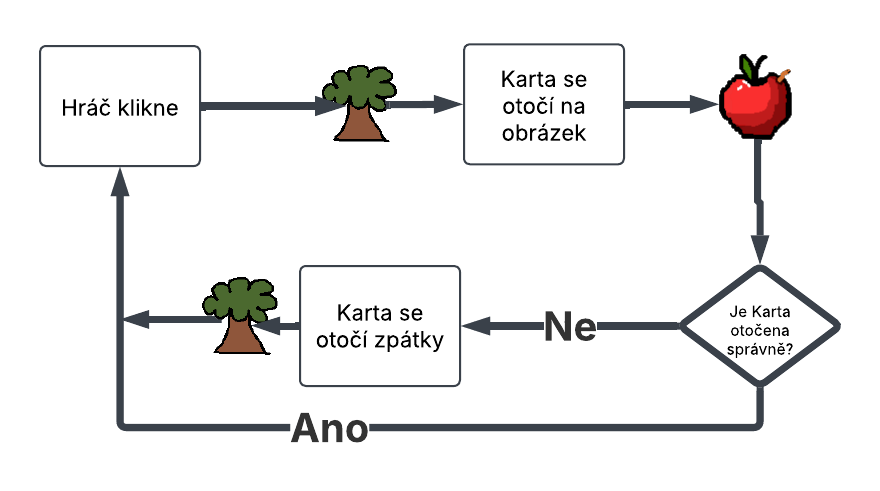 Hráč klikne
Karta se
otočí na
obrázek
Je Karta
otočena
správně?
Ne
Karta se
otočí zpátky
Ano